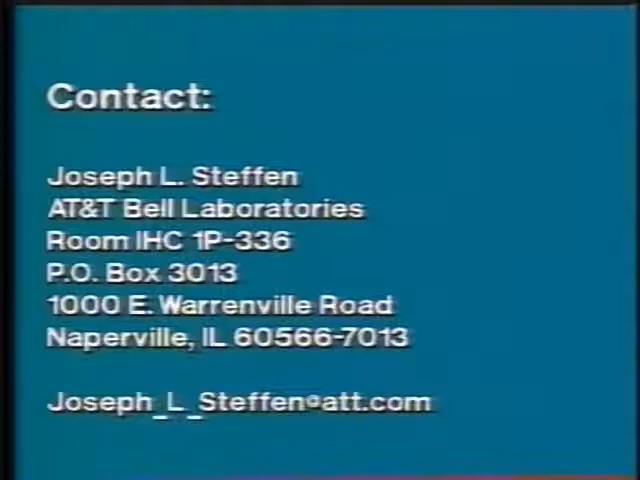 Contact:
Joseph L. Steffen
AT&T Bell Laboratories
Room IHC 1P-336
P.O. Box 3013
1000 E. Warrenville Road
Naperville, IL 60566-7013
Joseph_L_Steffen@att.com